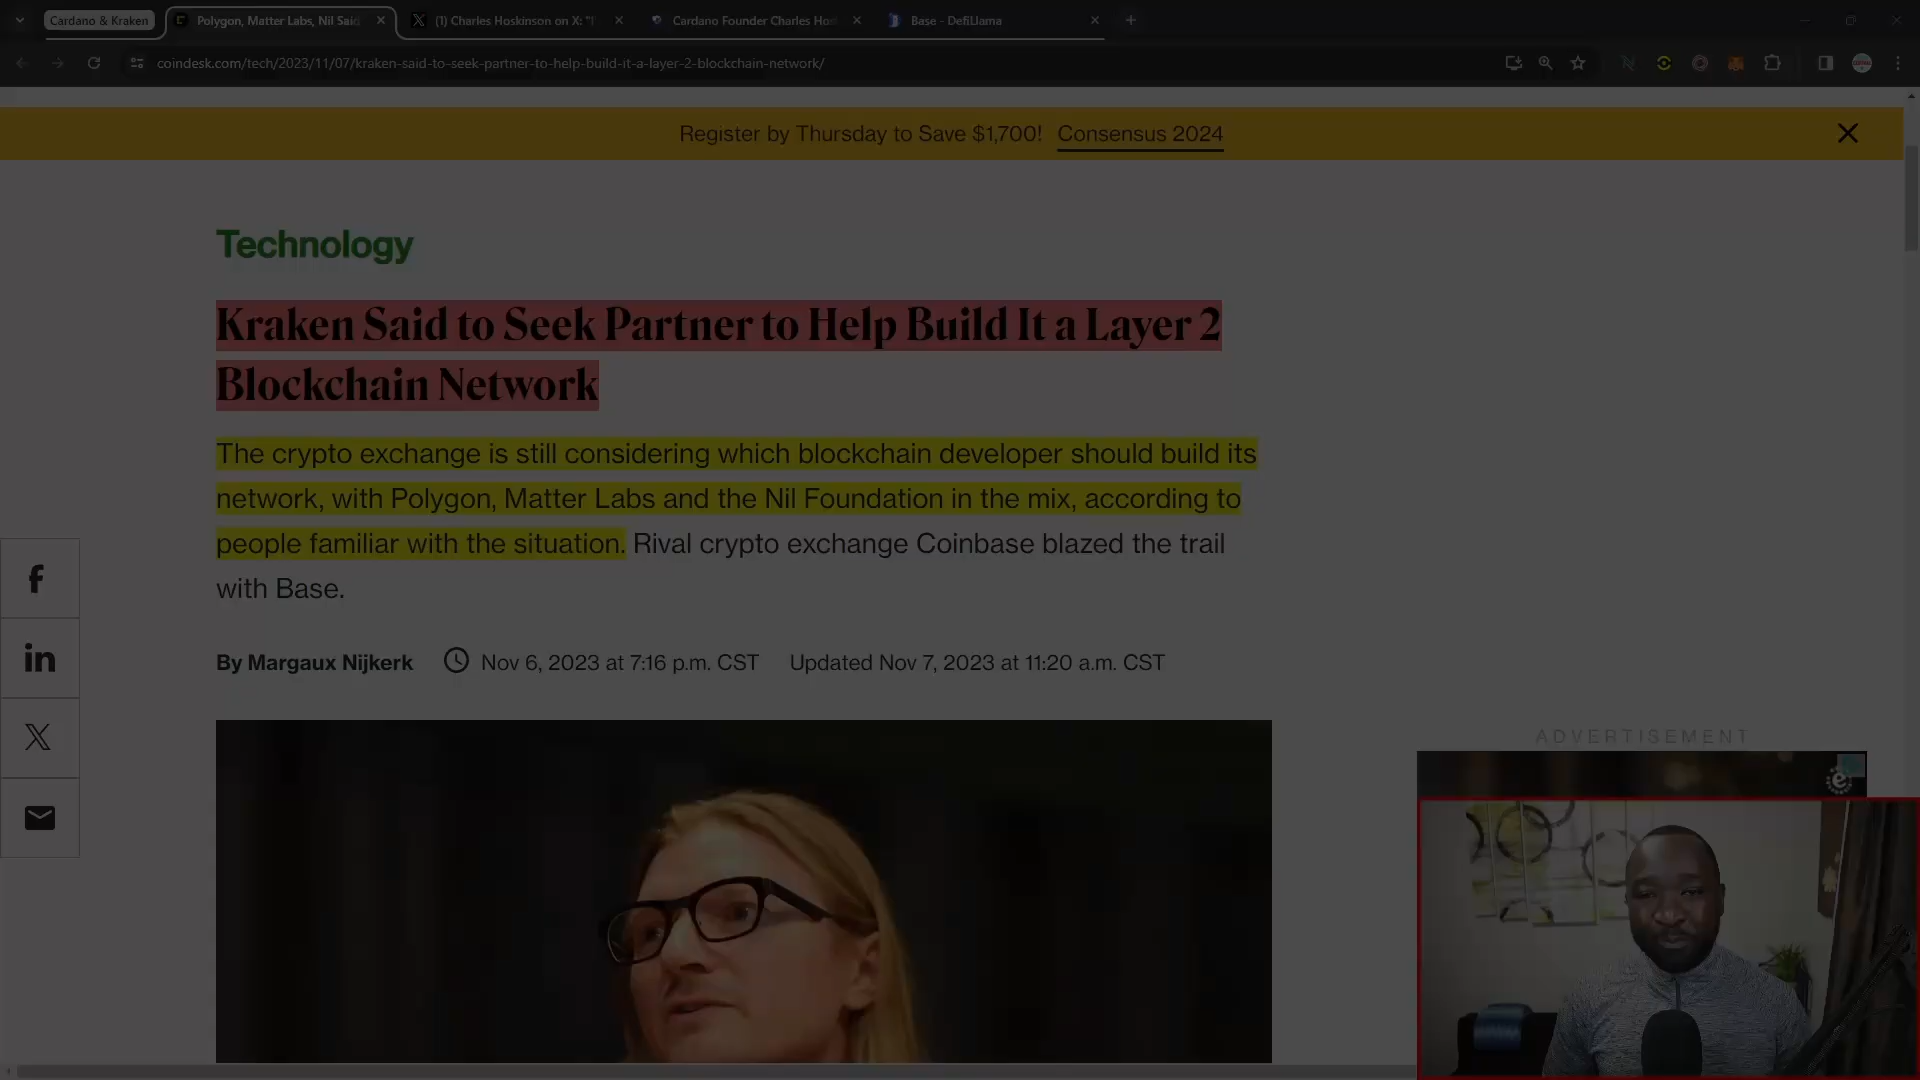 Cardano & Kraken
Polygon, Matter Labs, Nil Said
(1) Charles Hoskinson on X: "I
Cardano Founder Charles Hos
Base - DefiLlama
coindesk.com/tech/2023/11/07/kraken-said-to-seek-partner-to-help-build-it-a-layer-2-blockchain-network/
Register by Thursday to Save $1,700! Consensus 2024
Technology
Kraken Said to Seek Partner to Help Build It a Layer 2
Blockchain Network
The crypto exchange is still considering which blockchain developer should build its
network, with Polygon, Matter Labs and the Nil Foundation in the mix, according to
people familiar with the situation. Rival crypto exchange Coinbase blazed the trail
with Base.
By Margaux Nijkerk Nov 6, 2023 at 7:16 p.m. CST Updated Nov 7, 2023 at 11:20 a.m. CST
ADVERTISEMENT